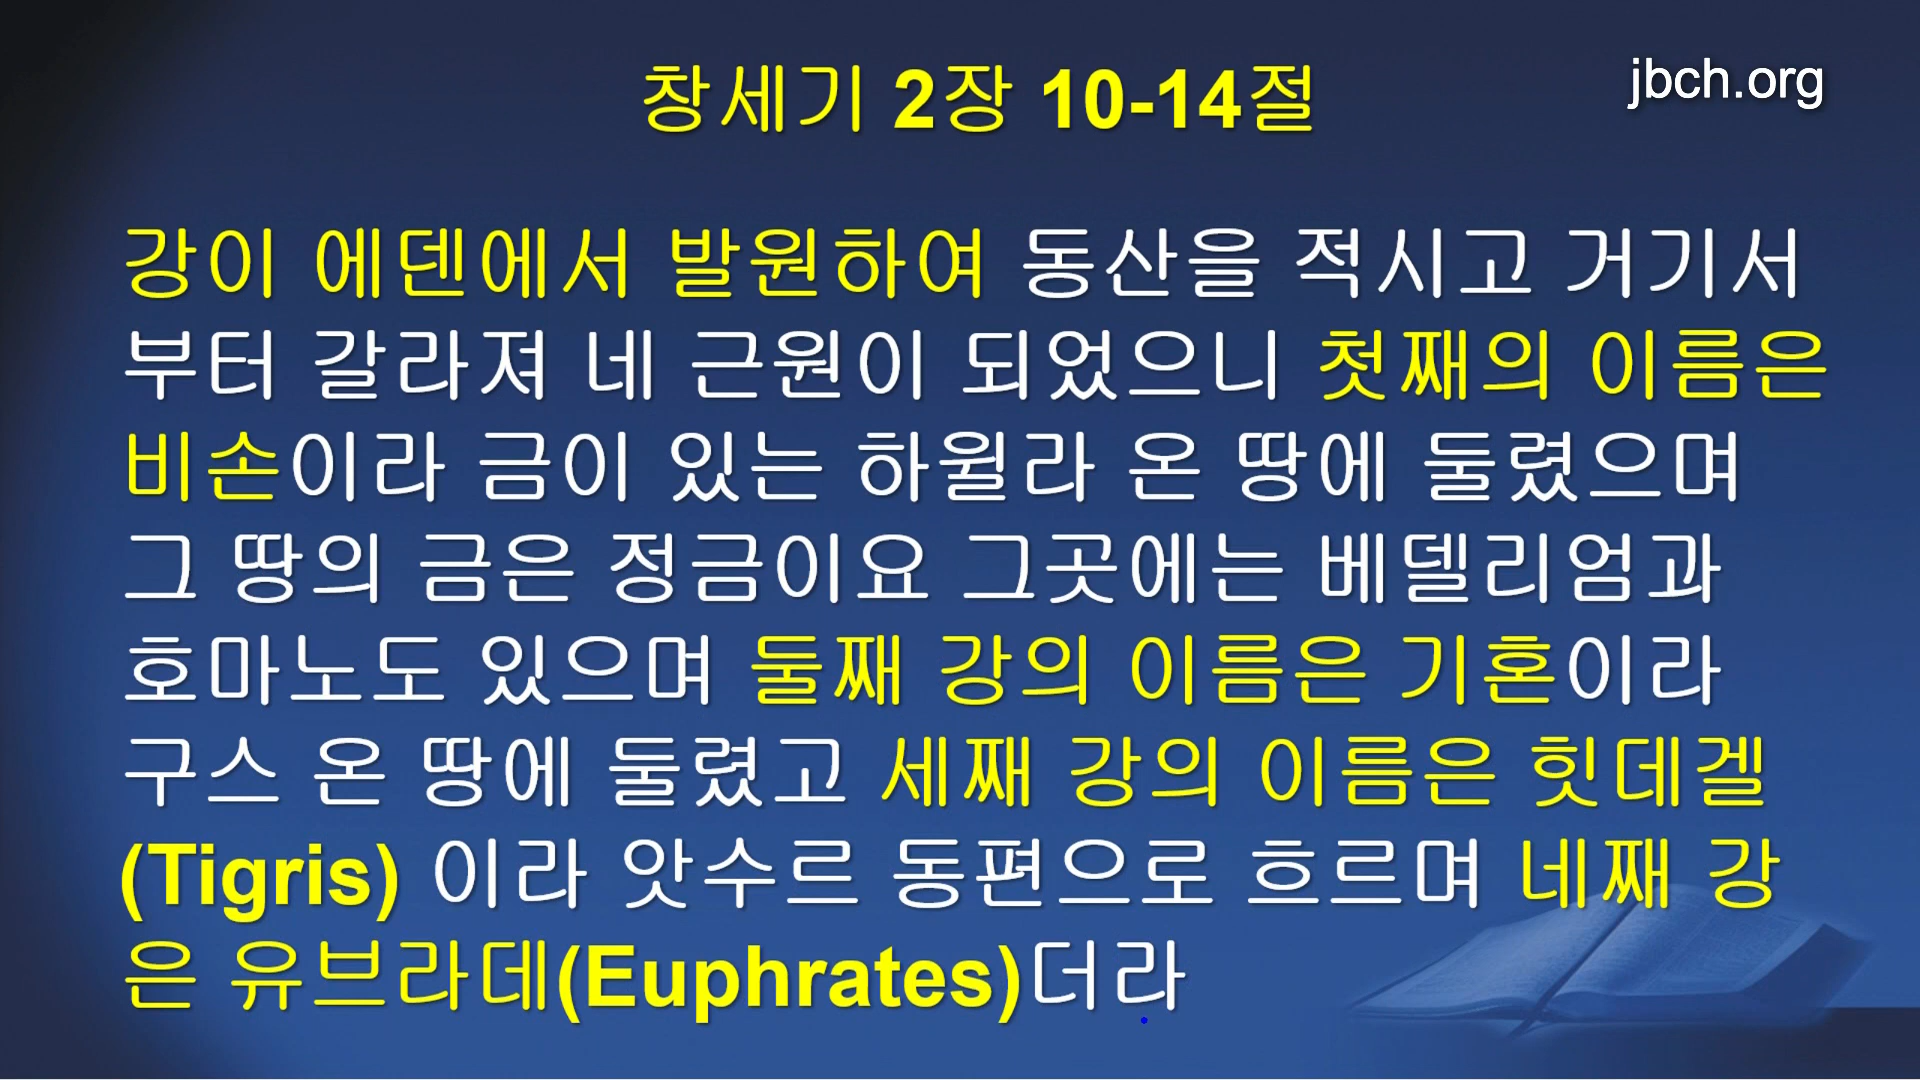 창세기 2장 10-14절
jbch.org
강이 에덴에서 발원하여 동산을 적시고 거기서
부터 갈라져 네 근원이 되었으니 첫째의 이름은
비손이라 금이 있는 하윌라 온 땅에 둘렸으며
그 땅의 금은 정금이요 그곳에는 베델리엄과
호마노도 있으며 둘째 강의 이름은 기혼이라
구스 온 땅에 둘렸고 세째 강의 이름은 힛데겔
(Tigris) 이라 앗수르 동편으로 흐르며 네째 강
은 유브라데(Euphrates)더라